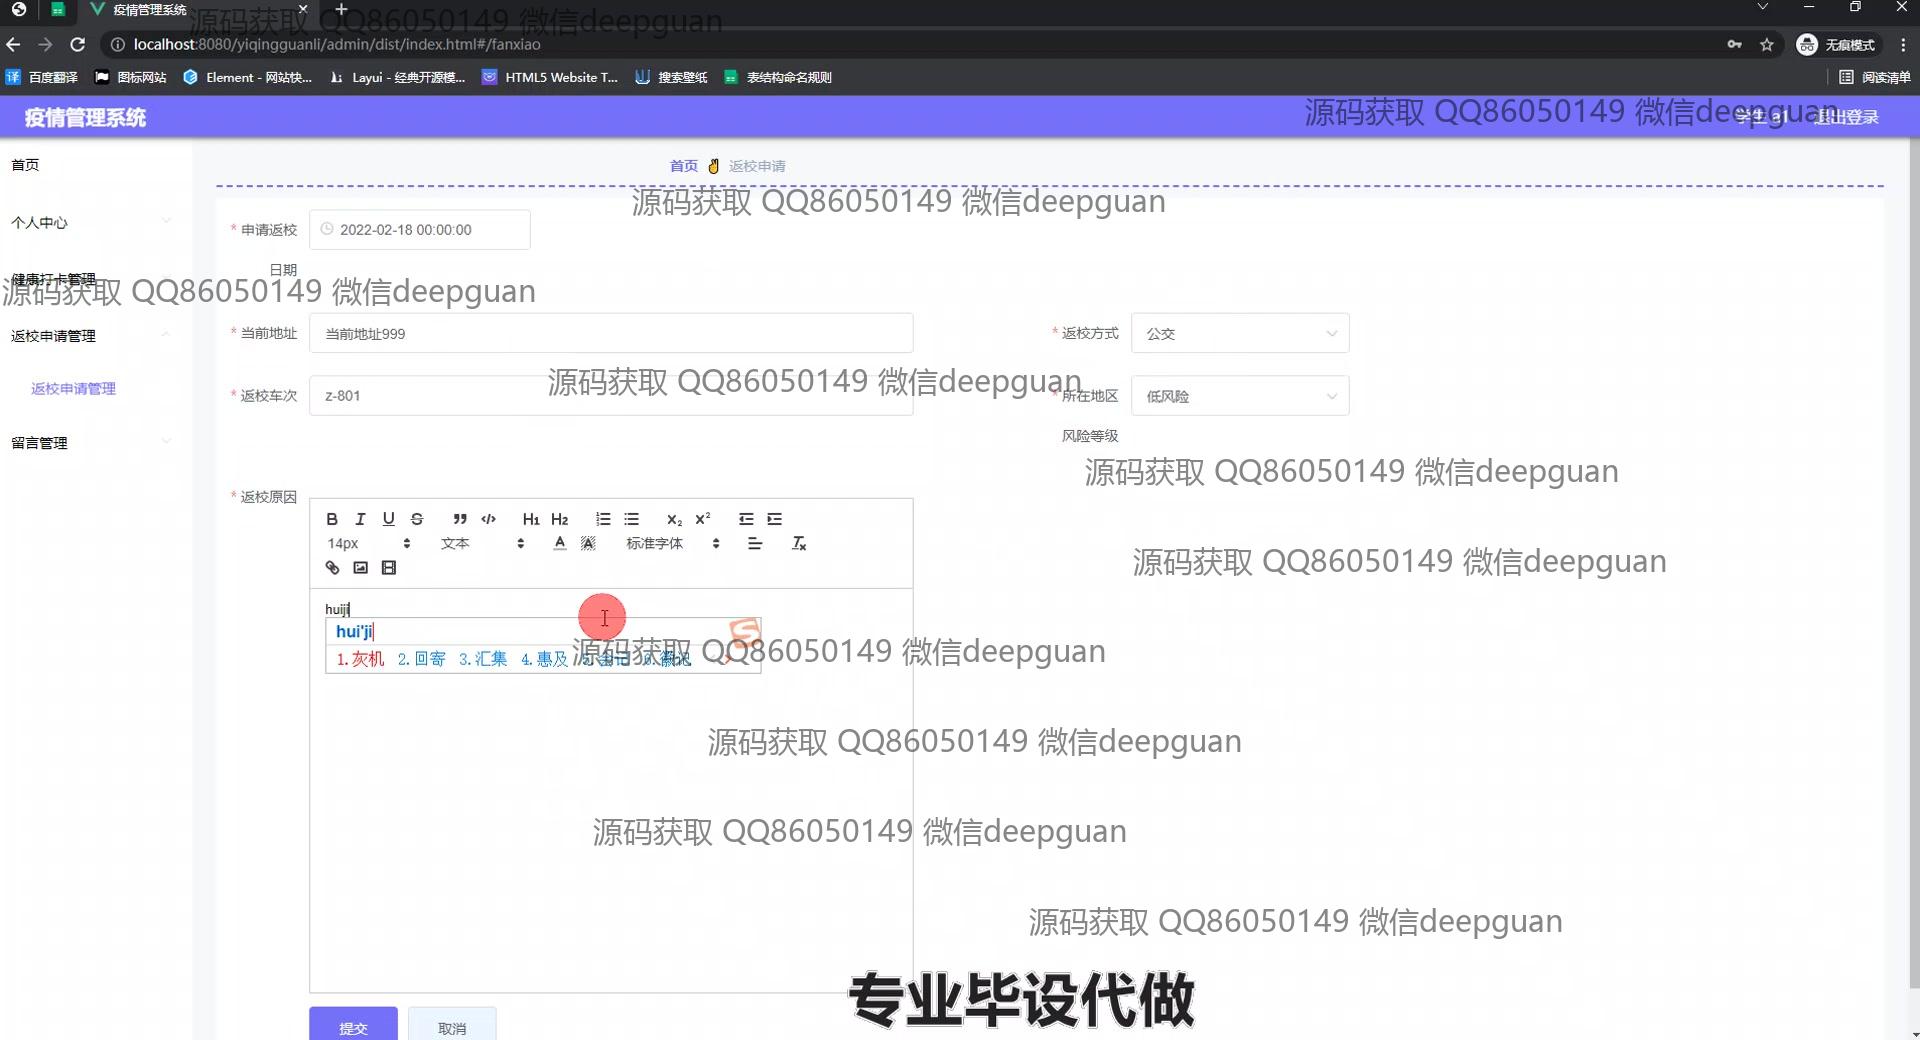 疫情管理系统
源码获取 QQ86050149 微信deepguan
localhost:8080/yiqingguanli/admin/dist/index.html#/fanxiao
无痕模式
译 百度翻译 图标网站 Element - 网站快... Layui - 经典开源模... HTML5 Website T... 搜索壁纸 表结构命名规则 阅读清单
疫情管理系统
源码获取 QQ86050149 微信deepguan
退出登录
首页
首页 返校申请
源码获取 QQ86050149 微信deepguan
个人中心
* 申请返校日期 2022-02-18 00:00:00
健康打卡管理
源码获取 QQ86050149 微信deepguan
返校申请管理
* 当前地址 当前地址999
* 返校方式 公交
返校申请管理
源码获取 QQ86050149 微信deepguan
* 返校车次 z-801
* 所在地区风险等级 低风险
留言管理
源码获取 QQ86050149 微信deepguan
* 返校原因
B I U S H1 H2 X2 X2
14px 文本 A A 标准字体
源码获取 QQ86050149 微信deepguan
huiji
hui'ji
1.灰机 2.回寄 3.汇集 4.惠及
源码获取 QQ86050149 微信deepguan
源码获取 QQ86050149 微信deepguan
源码获取 QQ86050149 微信deepguan
源码获取 QQ86050149 微信deepguan
专业毕设代做
提交 取消